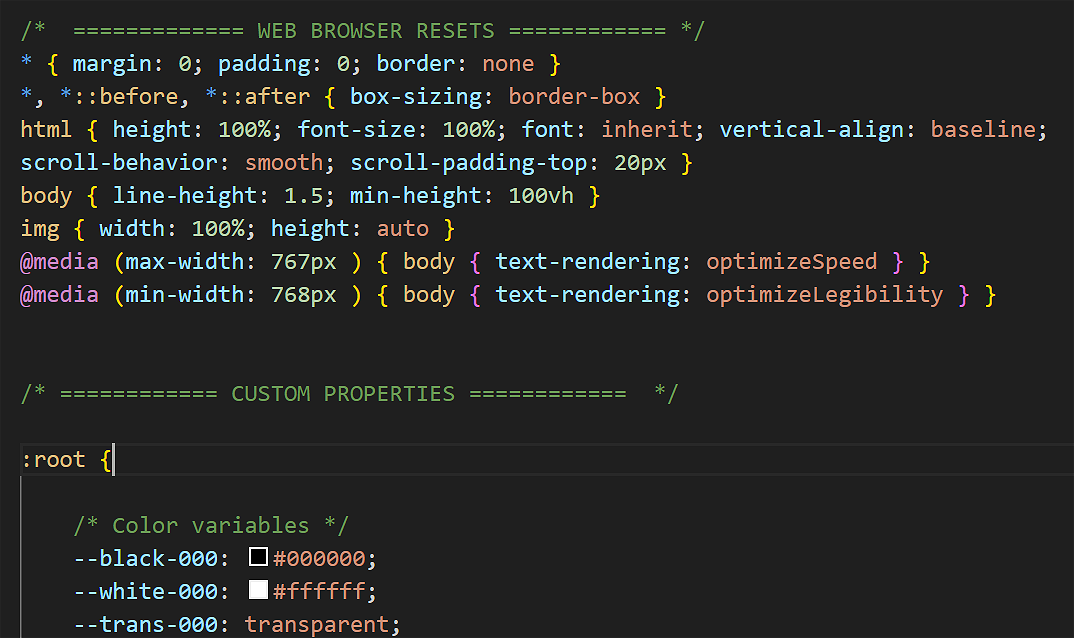 /*  ============= WEB BROWSER RESETS ============ */
* { margin: 0; padding: 0; border: none }
*, *::before, *::after { box-sizing: border-box }
html { height: 100%; font-size: 100%; font: inherit; vertical-align: baseline;
scroll-behavior: smooth; scroll-padding-top: 20px }
body { line-height: 1.5; min-height: 100vh }
img { width: 100%; height: auto }
@media (max-width: 767px ) { body { text-rendering: optimizeSpeed } }
@media (min-width: 768px ) { body { text-rendering: optimizeLegibility } }
/* ============ CUSTOM PROPERTIES ============  */
:root {
/* Color variables */
--black-000: #000000;
--white-000: #ffffff;
--trans-000: transparent;